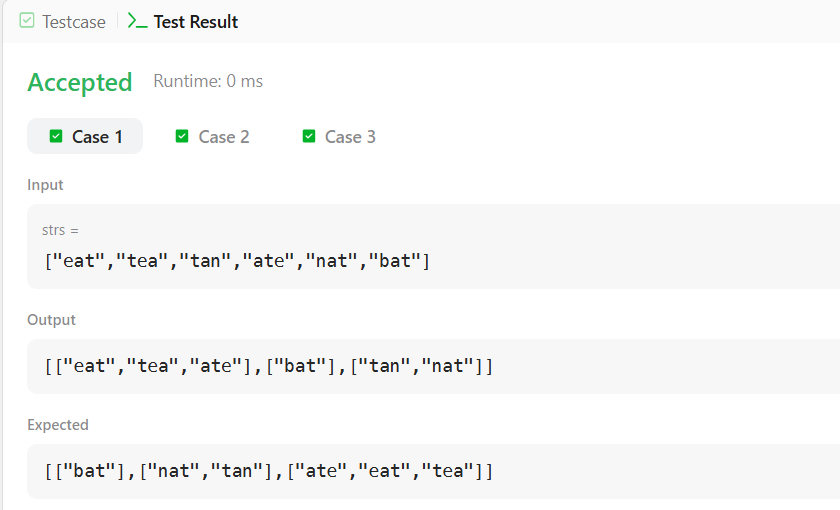 Testcase Test Result
Accepted Runtime: 0 ms
Case 1 Case 2 Case 3
Input
strs =
["eat","tea","tan","ate","nat","bat"]
Output
[["eat","tea","ate"],["bat"],["tan","nat"]]
Expected
[["bat"],["nat","tan"],["ate","eat","tea"]]